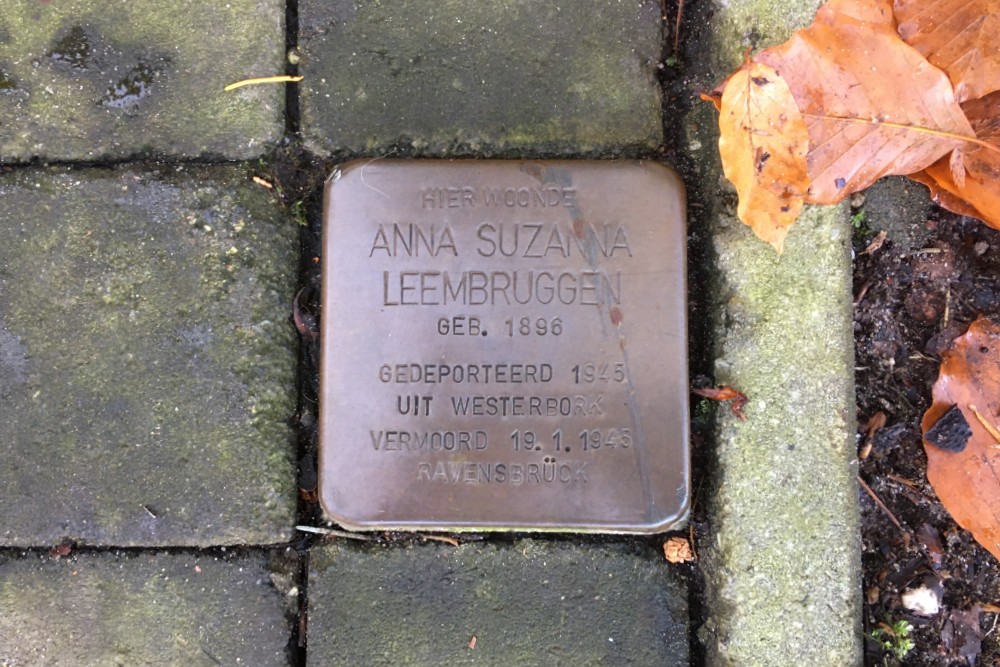 HIER WOONDE
ANNA SUZANNA
LEEMBRUGGEN
GEB. 1896
GEDEPORTEERD 1945
UIT WESTERBORK
VERMOORD 19.1.1945
RAVENSBRÜCK